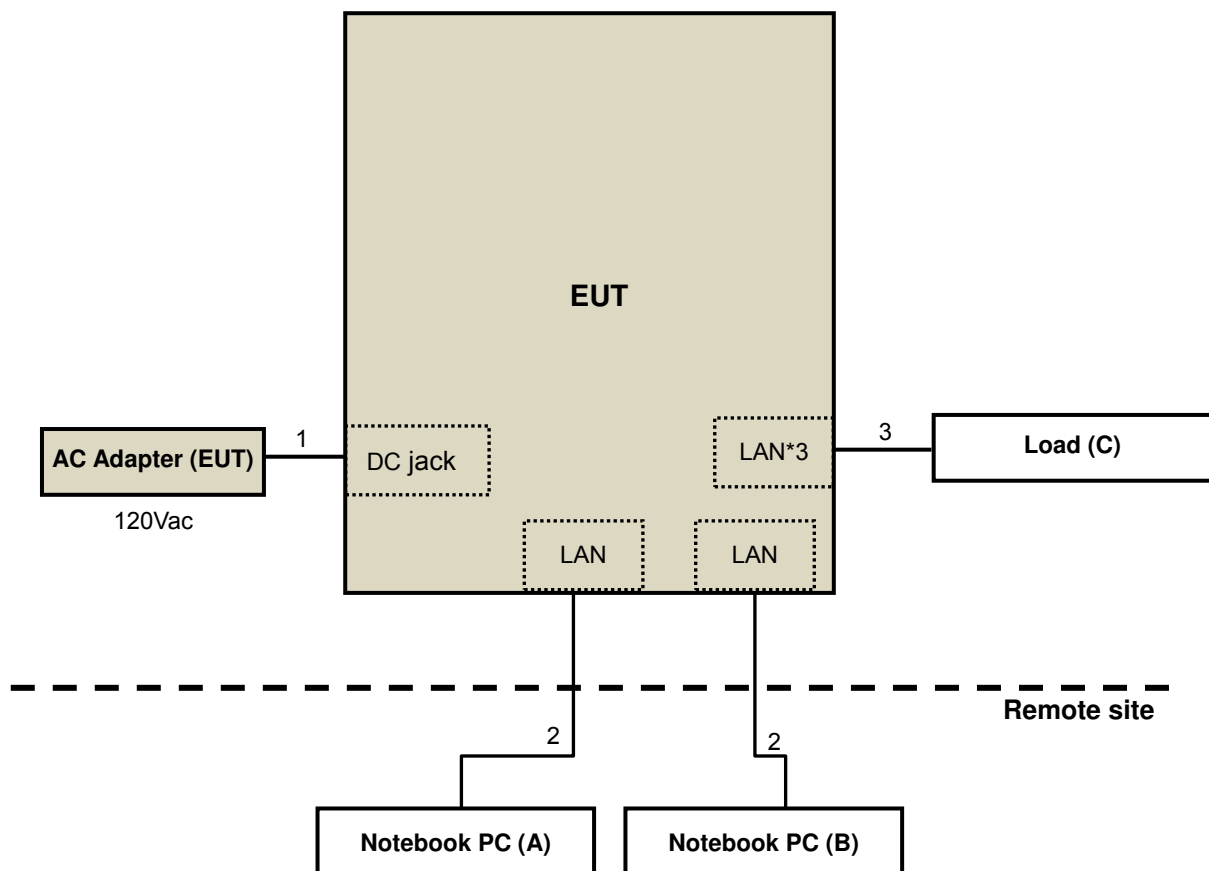 EUT
1
3
AC Adapter (EUT)
DC jack
LAN*3
Load (C)
120Vac
LAN
LAN
Remote site
2
2
Notebook PC (A)
Notebook PC (B)